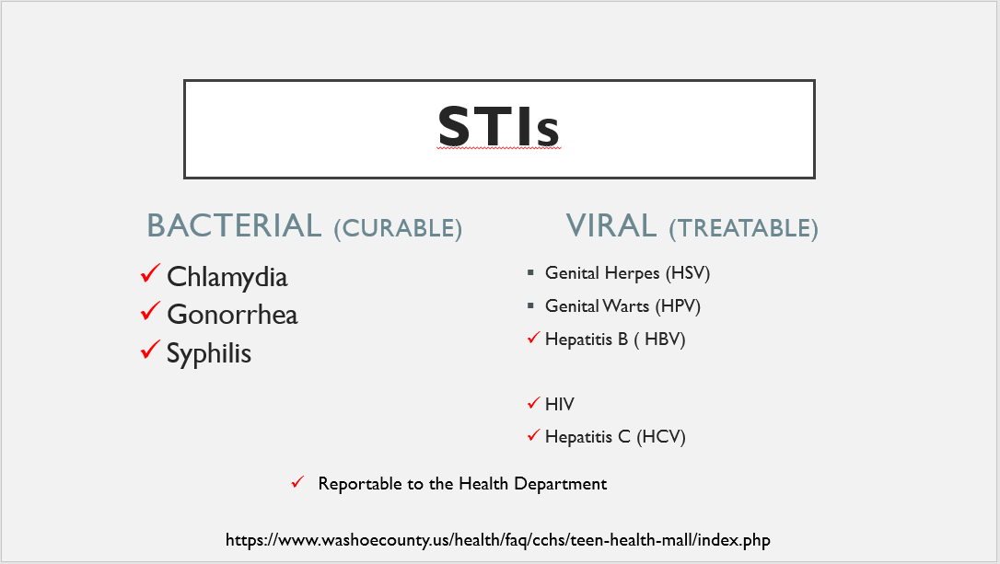 STIs
BACTERIAL (CURABLE)
✓ Chlamydia
✓ Gonorrhea
✓ Syphilis
VIRAL (TREATABLE)
▪ Genital Herpes (HSV)
▪ Genital Warts (HPV)
✓ Hepatitis B ( HBV)
✓ HIV
✓ Hepatitis C (HCV)
✓ Reportable to the Health Department
https://www.washoecounty.us/health/faq/cchs/teen-health-mall/index.php